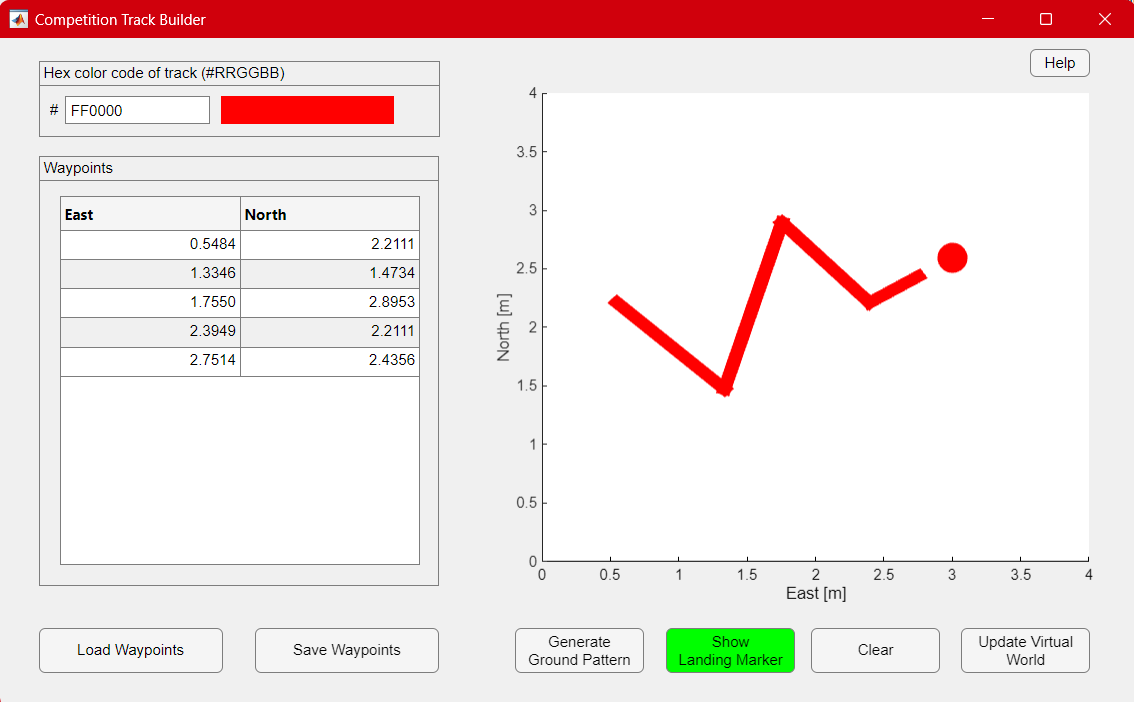 Competition Track Builder
Help
Hex color code of track (#RRGGBB)
# FF0000
Waypoints
East North
0.5484 2.2111
1.3346 1.4734
1.7550 2.8953
2.3949 2.2111
2.7514 2.4356
4
3.5
3
2.5
2
1.5
1
0.5
0
North [m]
0 0.5 1 1.5 2 2.5 3 3.5 4
East [m]
Load Waypoints
Save Waypoints
Generate
Ground Pattern
Show
Landing Marker
Clear
Update Virtual
World